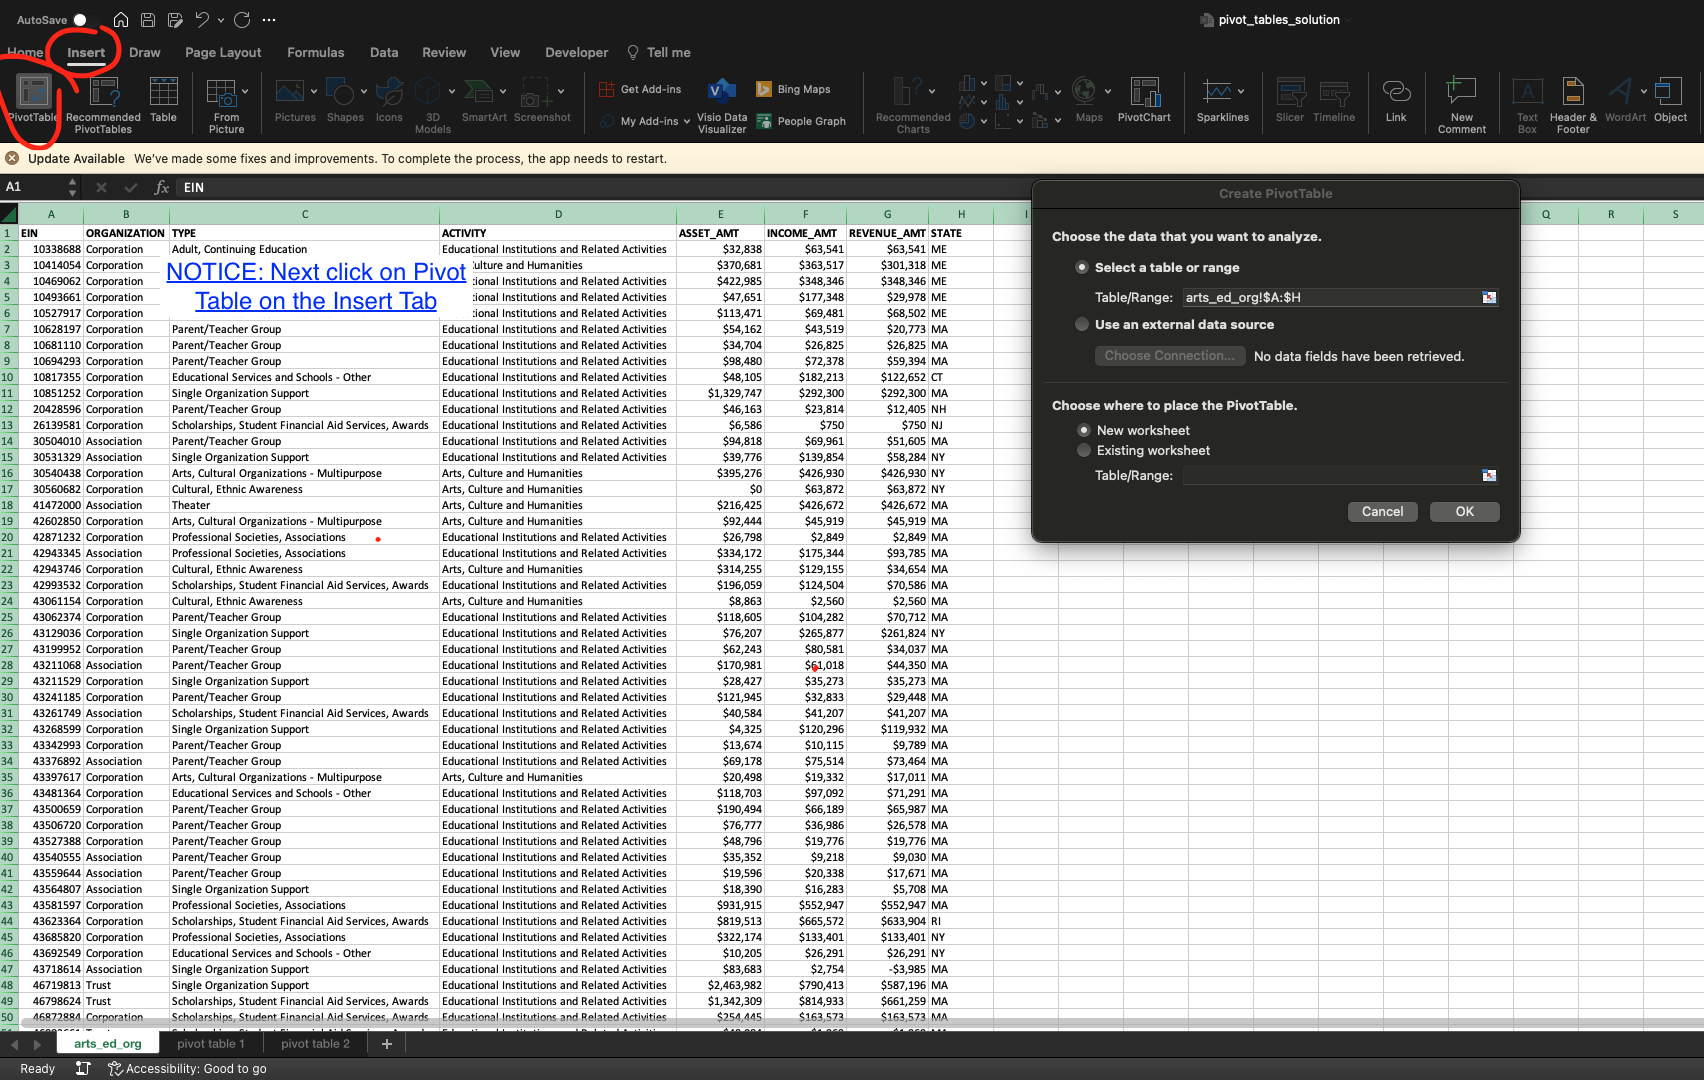 AutoSave
pivot_tables_solution
Home Insert Draw Page Layout Formulas Data Review View Developer Tell me
PivotTable
Recommended PivotTables
Table
From Picture
Pictures
Shapes
Icons
3D Models
SmartArt
Screenshot
Get Add-ins
My Add-ins
Visio Data Visualizer
Bing Maps
People Graph
Recommended Charts
Maps
PivotChart
Sparklines
Slicer
Timeline
Link
New Comment
Text Box
Header & Footer
WordArt
Object
Update Available We've made some fixes and improvements. To complete the process, the app needs to restart.
A1 fx EIN
A B C D E F G H I Q R S
1 EIN ORGANIZATION TYPE ACTIVITY ASSET_AMT INCOME_AMT REVENUE_AMT STATE
2 10338688 Corporation Adult, Continuing Education Educational Institutions and Related Activities $32,838 $63,541 $63,541 ME
3 10414054 Corporation ulture and Humanities $370,681 $363,517 $301,318 ME
4 10469062 Corporation tional Institutions and Related Activities $422,985 $348,346 $348,346 ME
5 10493661 Corporation tional Institutions and Related Activities $47,651 $177,348 $29,978 ME
6 10527917 Corporation tional Institutions and Related Activities $113,471 $69,481 $68,502 ME
NOTICE: Next click on Pivot
Table on the Insert Tab
7 10628197 Corporation Parent/Teacher Group Educational Institutions and Related Activities $54,162 $43,519 $20,773 MA
8 10681110 Corporation Parent/Teacher Group Educational Institutions and Related Activities $34,704 $26,825 $26,825 MA
9 10694293 Corporation Parent/Teacher Group Educational Institutions and Related Activities $98,480 $72,378 $59,394 MA
10 10817355 Corporation Educational Services and Schools - Other Educational Institutions and Related Activities $48,105 $182,213 $122,652 CT
11 10851252 Corporation Single Organization Support Educational Institutions and Related Activities $1,329,747 $292,300 $292,300 MA
12 20428596 Corporation Parent/Teacher Group Educational Institutions and Related Activities $46,163 $23,814 $12,405 NH
13 26139581 Corporation Scholarships, Student Financial Aid Services, Awards Educational Institutions and Related Activities $6,586 $750 $750 NJ
14 30504010 Association Parent/Teacher Group Educational Institutions and Related Activities $94,818 $69,961 $51,605 MA
15 30531329 Association Single Organization Support Educational Institutions and Related Activities $39,776 $139,854 $58,284 NY
16 30540438 Corporation Arts, Cultural Organizations - Multipurpose Arts, Culture and Humanities $395,276 $426,930 $426,930 NY
17 30560682 Corporation Cultural, Ethnic Awareness Arts, Culture and Humanities $0 $63,872 $63,872 NY
18 41472000 Association Theater Arts, Culture and Humanities $216,425 $426,672 $426,672 MA
19 42602850 Corporation Arts, Cultural Organizations - Multipurpose Arts, Culture and Humanities $92,444 $45,919 $45,919 MA
20 42871232 Corporation Professional Societies, Associations Educational Institutions and Related Activities $26,798 $2,849 $2,849 MA
21 42943345 Association Professional Societies, Associations Educational Institutions and Related Activities $334,172 $175,344 $93,785 MA
22 42943746 Corporation Cultural, Ethnic Awareness Arts, Culture and Humanities $314,255 $129,155 $34,654 MA
23 42993532 Corporation Scholarships, Student Financial Aid Services, Awards Educational Institutions and Related Activities $196,059 $124,504 $70,586 MA
24 43061154 Corporation Cultural, Ethnic Awareness Arts, Culture and Humanities $8,863 $2,560 $2,560 MA
25 43062374 Corporation Parent/Teacher Group Educational Institutions and Related Activities $118,605 $104,282 $70,712 MA
26 43129036 Corporation Single Organization Support Educational Institutions and Related Activities $76,207 $265,877 $261,824 NY
27 43199952 Corporation Parent/Teacher Group Educational Institutions and Related Activities $62,243 $80,581 $34,037 MA
28 43211068 Association Parent/Teacher Group Educational Institutions and Related Activities $170,981 $61,018 $44,350 MA
29 43211529 Corporation Single Organization Support Educational Institutions and Related Activities $28,427 $35,273 $35,273 MA
30 43241185 Corporation Parent/Teacher Group Educational Institutions and Related Activities $121,945 $32,833 $29,448 MA
31 43261749 Association Scholarships, Student Financial Aid Services, Awards Educational Institutions and Related Activities $40,584 $41,207 $41,207 MA
32 43268599 Corporation Single Organization Support Educational Institutions and Related Activities $4,325 $120,296 $119,932 MA
33 43342993 Corporation Parent/Teacher Group Educational Institutions and Related Activities $13,674 $10,115 $9,789 MA
34 43376892 Association Parent/Teacher Group Educational Institutions and Related Activities $69,178 $75,514 $73,464 MA
35 43397617 Corporation Arts, Cultural Organizations - Multipurpose Arts, Culture and Humanities $20,498 $19,332 $17,011 MA
36 43481364 Corporation Educational Services and Schools - Other Educational Institutions and Related Activities $118,703 $97,092 $71,291 MA
37 43500659 Corporation Parent/Teacher Group Educational Institutions and Related Activities $190,494 $66,189 $65,987 MA
38 43506720 Corporation Parent/Teacher Group Educational Institutions and Related Activities $76,777 $36,986 $26,578 MA
39 43527388 Corporation Parent/Teacher Group Educational Institutions and Related Activities $48,796 $19,776 $19,776 MA
40 43540555 Association Parent/Teacher Group Educational Institutions and Related Activities $35,352 $9,218 $9,030 MA
41 43559644 Association Parent/Teacher Group Educational Institutions and Related Activities $19,596 $20,338 $17,671 MA
42 43564807 Association Single Organization Support Educational Institutions and Related Activities $18,390 $16,283 $5,708 MA
43 43581597 Corporation Professional Societies, Associations Educational Institutions and Related Activities $931,915 $552,947 $552,947 MA
44 43623364 Corporation Scholarships, Student Financial Aid Services, Awards Educational Institutions and Related Activities $819,513 $665,572 $633,904 RI
45 43685820 Corporation Professional Societies, Associations Educational Institutions and Related Activities $322,174 $133,401 $133,401 NY
46 43692549 Corporation Educational Services and Schools - Other Educational Institutions and Related Activities $10,205 $26,291 $26,291 NY
47 43718614 Association Single Organization Support Educational Institutions and Related Activities $83,683 $2,754 -$3,985 MA
48 46719813 Trust Single Organization Support Educational Institutions and Related Activities $2,463,982 $790,413 $587,196 MA
49 46798624 Trust Scholarships, Student Financial Aid Services, Awards Educational Institutions and Related Activities $1,342,309 $814,933 $661,259 MA
50 46872884 Corporation Scholarships, Student Financial Aid Services, Awards Educational Institutions and Related Activities $254,445 $163,573 $163,573 MA
Create PivotTable
Choose the data that you want to analyze.
Select a table or range
Table/Range: arts_ed_org!$A:$H
Use an external data source
Choose Connection... No data fields have been retrieved.
Choose where to place the PivotTable.
New worksheet
Existing worksheet
Table/Range:
Cancel OK
arts_ed_org pivot table 1 pivot table 2 +
Ready Accessibility: Good to go